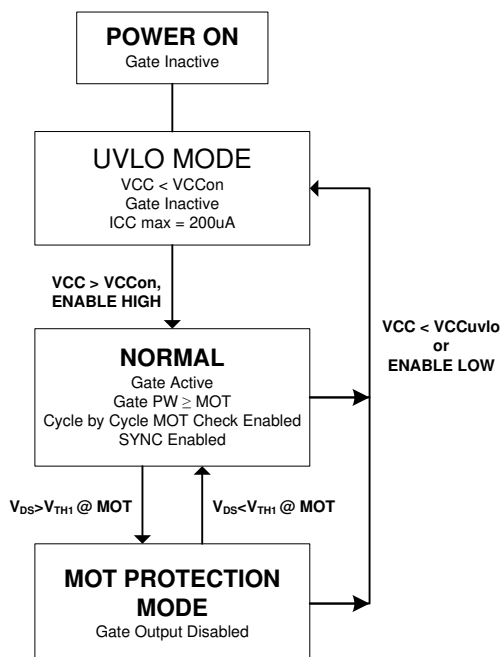 POWER ON
Gate Inactive
UVLO MODE
VCC < VCCon
Gate Inactive
ICC max = 200uA
VCC > VCCon,
ENABLE HIGH
VCC < VCCuvlo
or
ENABLE LOW
NORMAL
Gate Active
Gate PW ≥ MOT
Cycle by Cycle MOT Check Enabled
SYNC Enabled
VDS>VTH1 @ MOT
VDS<VTH1 @ MOT
MOT PROTECTION
MODE
Gate Output Disabled